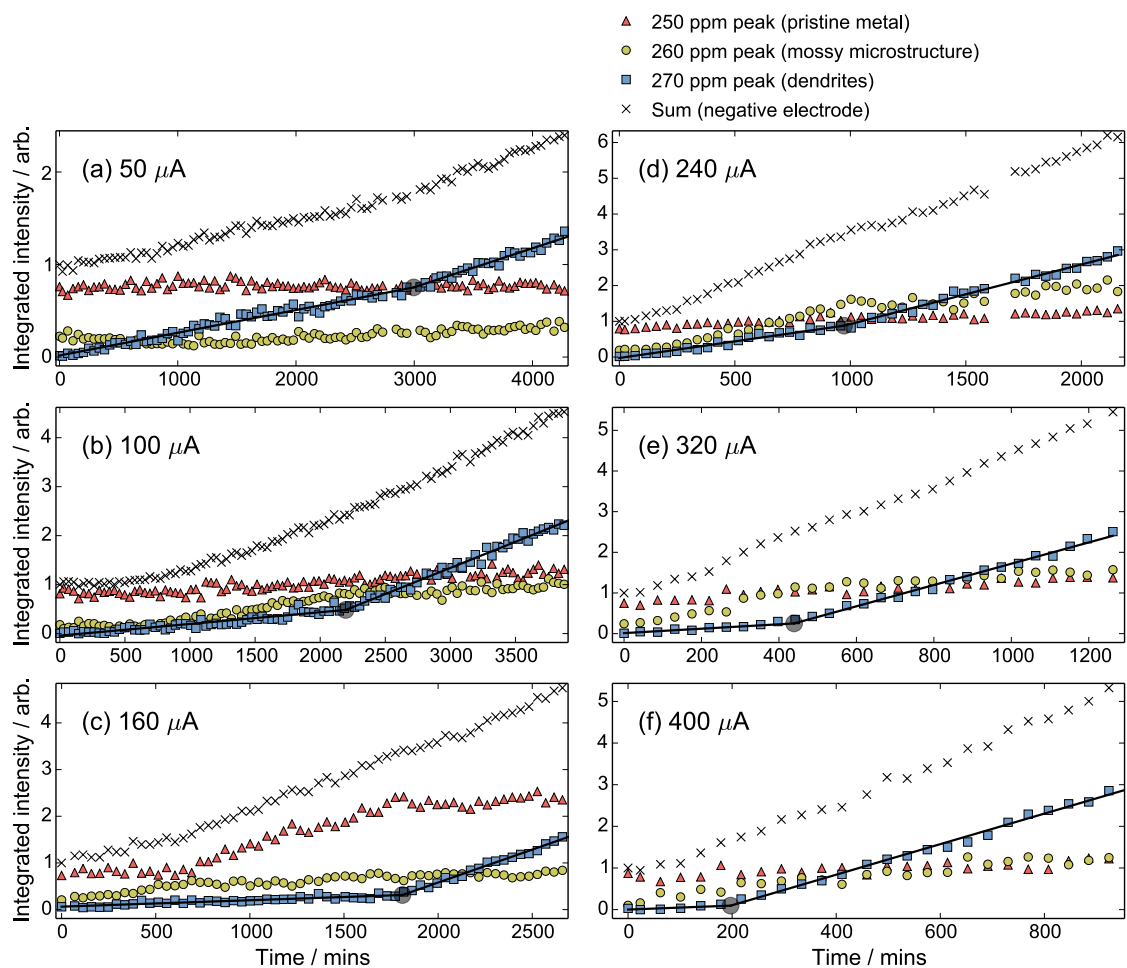 250 ppm peak (pristine metal)
260 ppm peak (mossy microstructure)
270 ppm peak (dendrites)
Sum (negative electrode)
Integrated intensity / arb.
2
1
0
(a) 50 μA
0 1000 2000 3000 4000
6
5
4
3
2
1
0
(d) 240 μA
0 500 1000 1500 2000
Integrated intensity / arb.
4
3
2
1
0
(b) 100 μA
0 500 1000 1500 2000 2500 3000 3500
5
4
3
2
1
0
(e) 320 μA
0 200 400 600 800 1000 1200
Integrated intensity / arb.
4
3
2
1
0
(c) 160 μA
0 500 1000 1500 2000 2500
Time / mins
5
4
3
2
1
0
(f) 400 μA
0 200 400 600 800
Time / mins